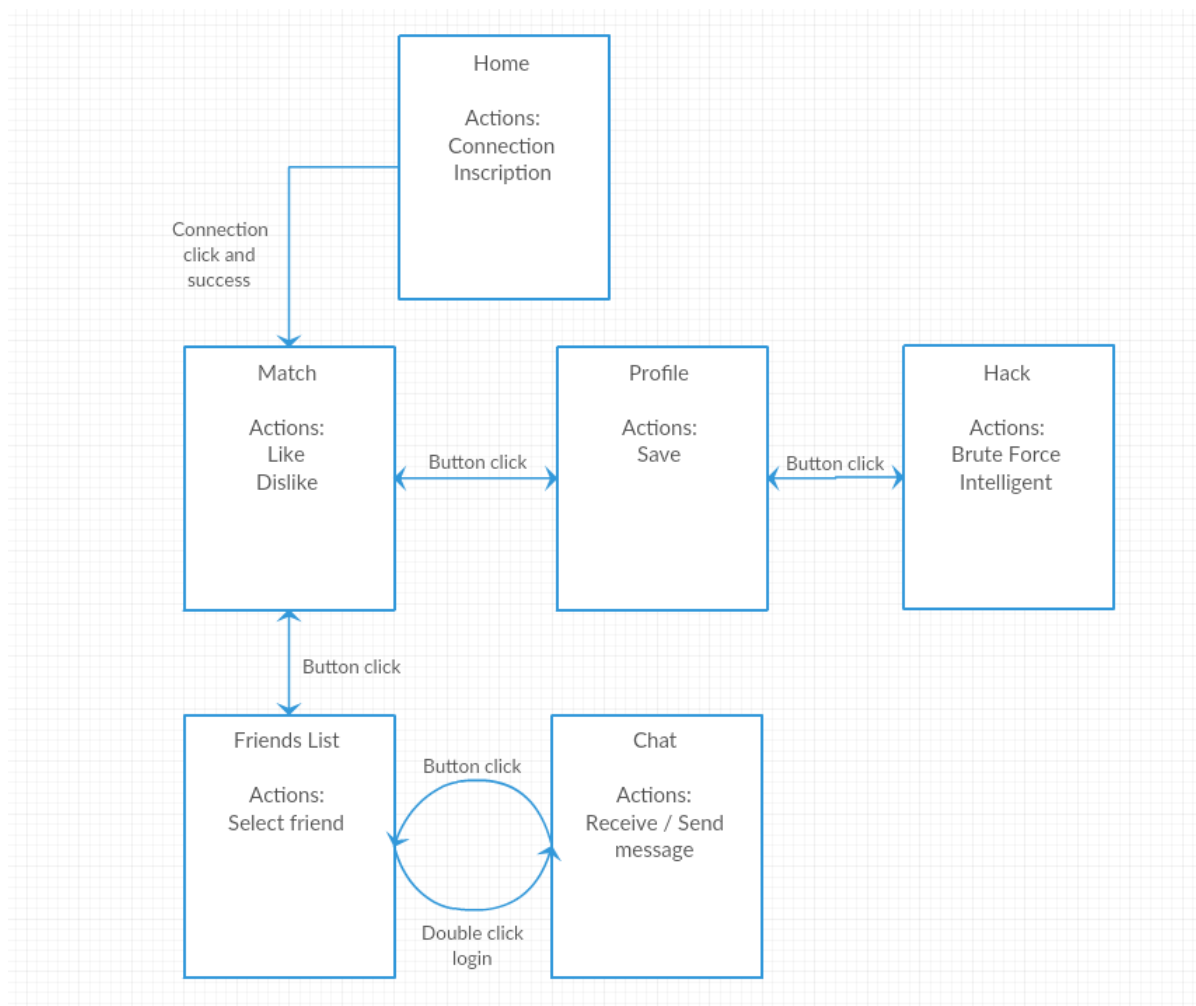 Home
Actions:
Connection
Inscription
Connection
click and
success
Match
Actions:
Like
Dislike
Button click
Profile
Actions:
Save
Button click
Hack
Actions:
Brute Force
Intelligent
Button click
Friends List
Actions:
Select friend
Button click
Double click
login
Chat
Actions:
Receive / Send
message